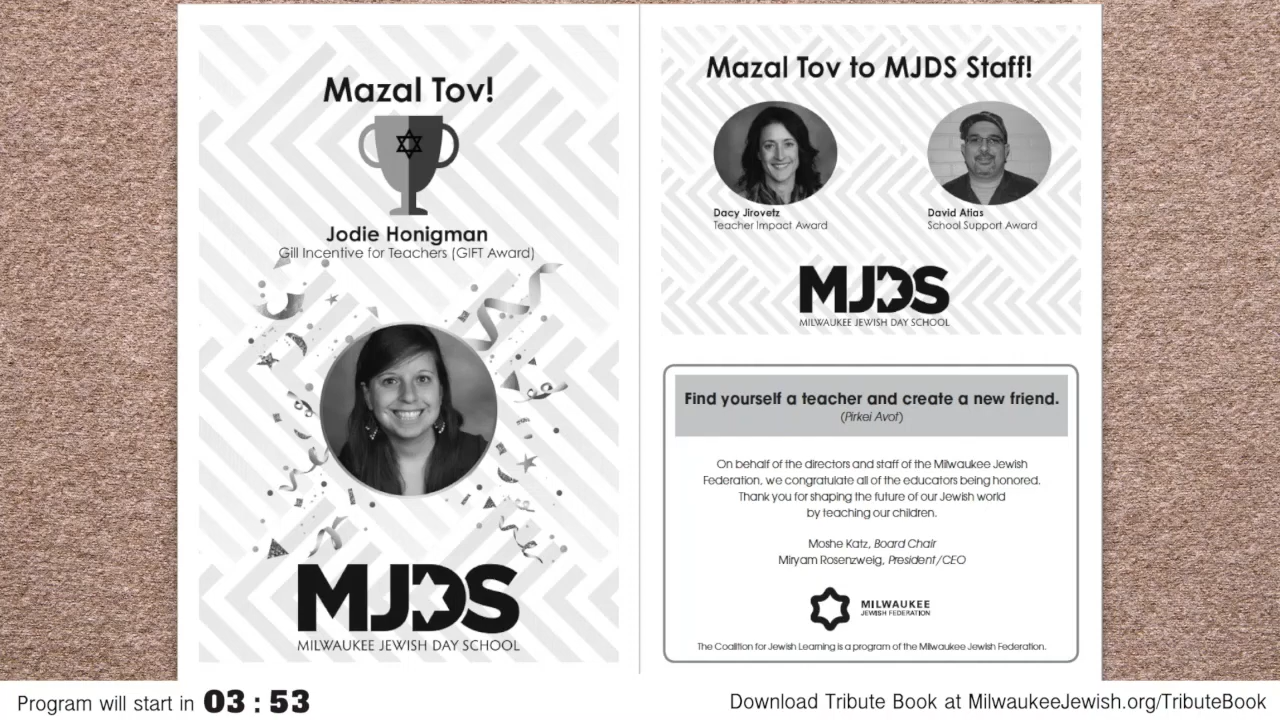 Mazal Tov!
Jodie Honigman
Gill Incentive for Teachers (GIFT Award)
MJDS
MILWAUKEE JEWISH DAY SCHOOL
Mazal Tov to MJDS Staff!
Dacy Jirovetz
Teacher Impact Award
David Atias
School Support Award
MJDS
MILWAUKEE JEWISH DAY SCHOOL
Find yourself a teacher and create a new friend.
(Pirkei Avot)
On behalf of the directors and staff of the Milwaukee Jewish
Federation, we congratulate all of the educators being honored.
Thank you for shaping the future of our Jewish world
by teaching our children.
Moshe Katz, Board Chair
Miryam Rosenzweig, President/CEO
MILWAUKEE
JEWISH FEDERATION
The Coalition for Jewish Learning is a program of the Milwaukee Jewish Federation.
Program will start in 03:53
Download Tribute Book at MilwaukeeJewish.org/TributeBook